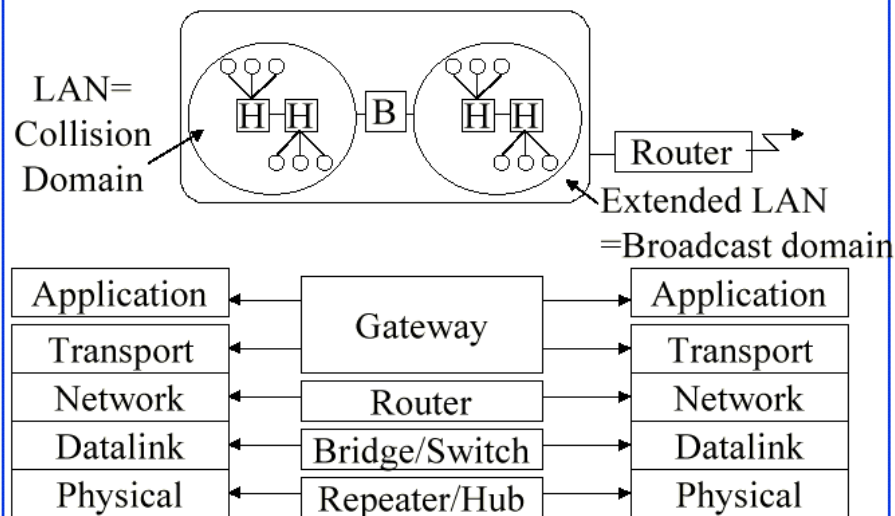 LAN=
Collision
Domain
H
H
B
H
H
Router
Extended LAN
=Broadcast domain
Application
Gateway
Application
Transport
Transport
Network
Router
Network
Datalink
Bridge/Switch
Datalink
Physical
Repeater/Hub
Physical